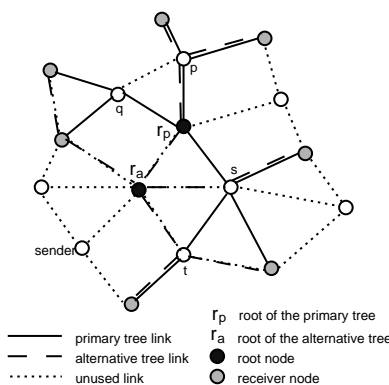 p
q
rp
ra
s
sender
t
rp root of the primary tree
ra root of the alternative tree
primary tree link
alternative tree link
unused link
root node
receiver node